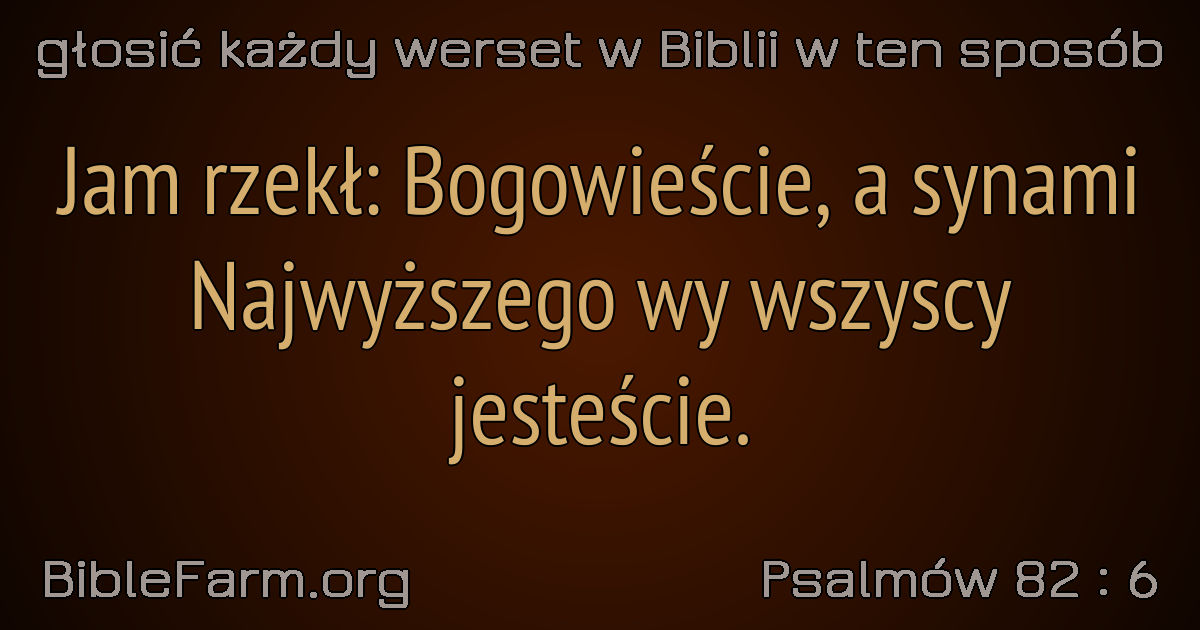 głosić każdy werset w Biblii w ten sposób
Jam rzekł: Bogowieście, a synami
Najwyższego wy wszyscy
jesteście.
BibleFarm.org
Psalmów 82 : 6